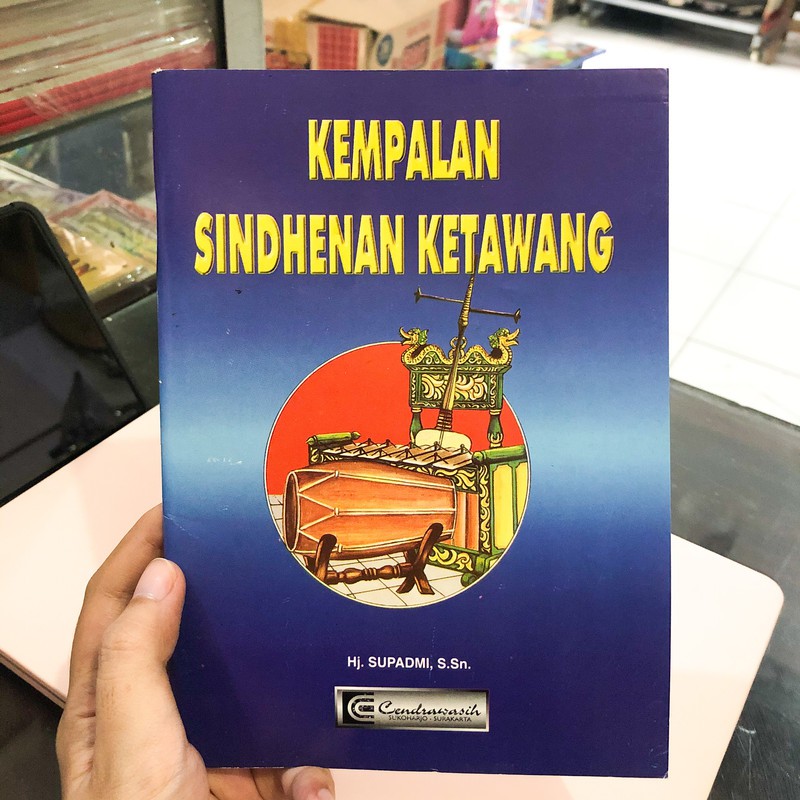 KEMPALAN
SINDHENAN KETAWANG
Hj. SUPADMI, S.Sn.
Cendrawasih
SUKOHARJO - SURAKARTA